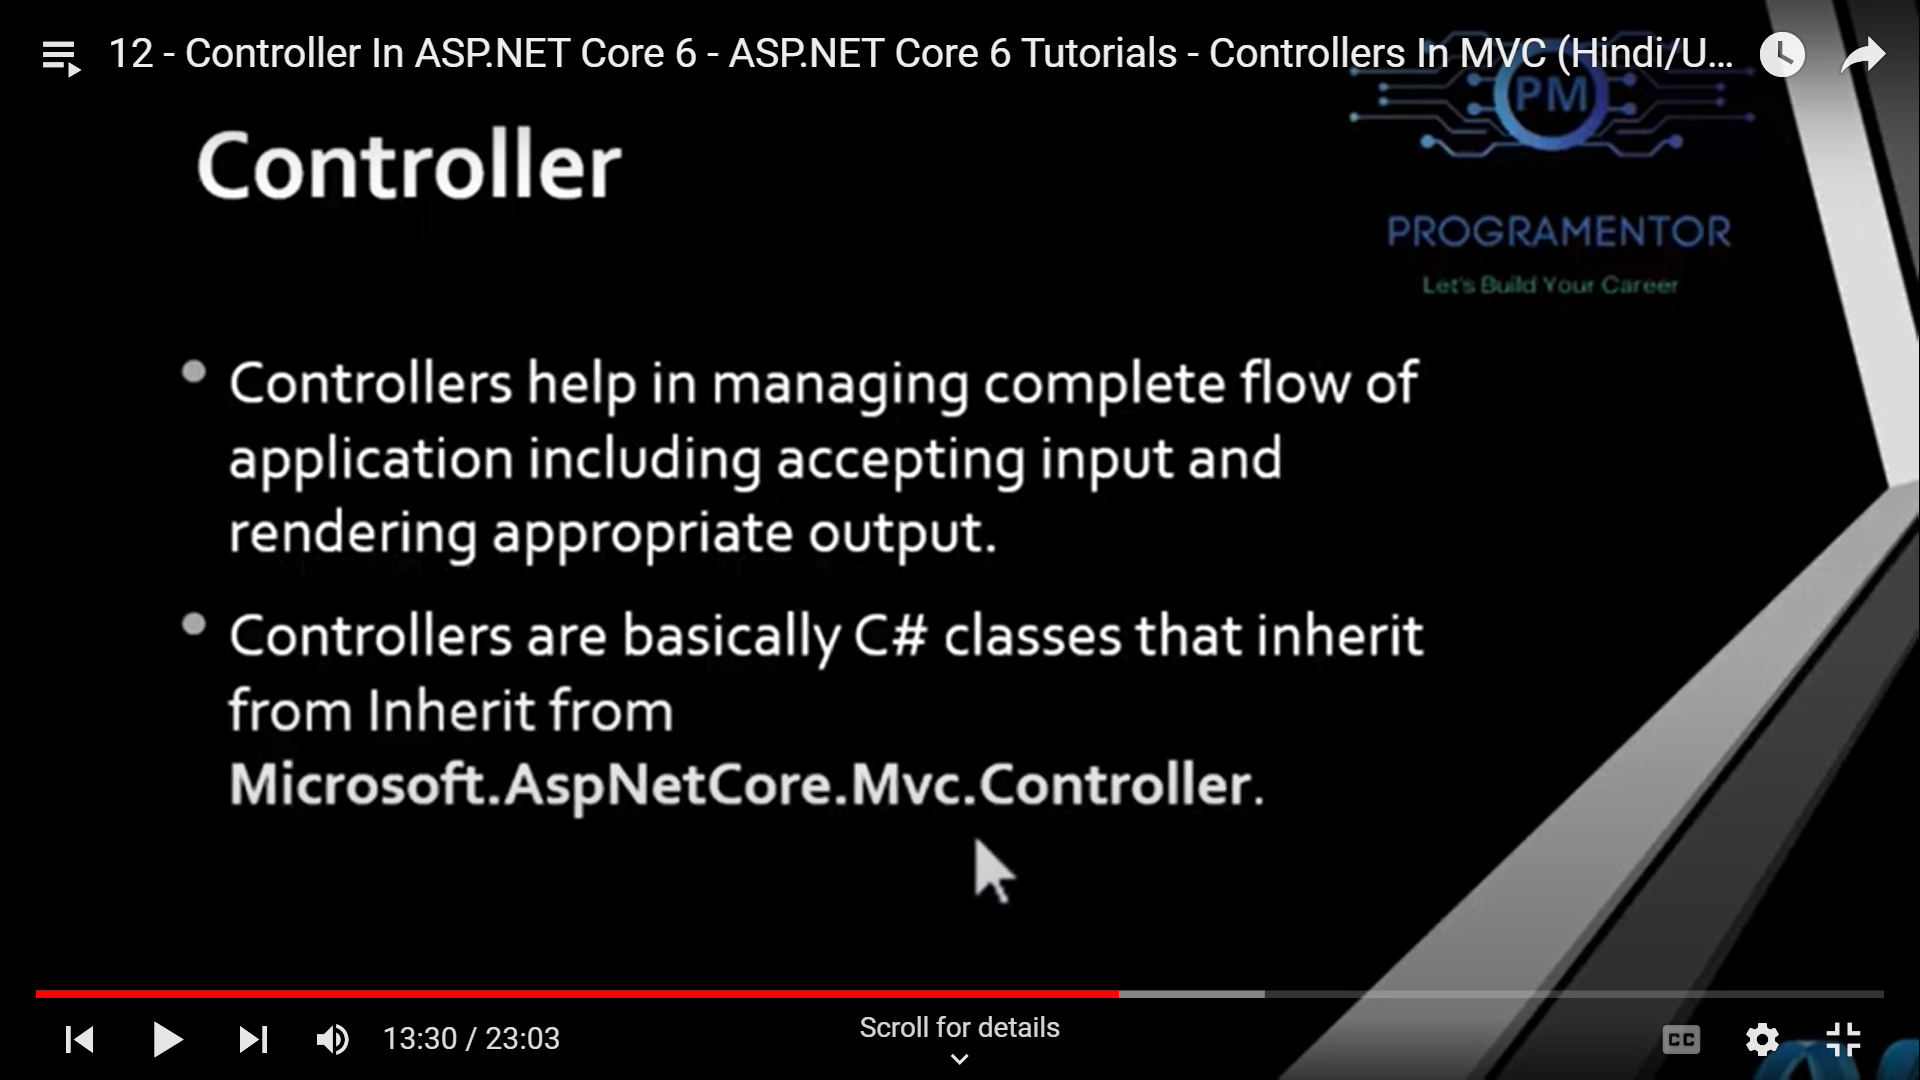 12 - Controller In ASP.NET Core 6 - ASP.NET Core 6 Tutorials - Controllers In MVC (Hindi/U...
PM
Controller
PROGRAMENTOR
Let's Build Your Career
Controllers help in managing complete flow of
application including accepting input and
rendering appropriate output.
Controllers are basically C# classes that inherit
from Inherit from
Microsoft.AspNetCore.Mvc.Controller.
13:30 / 23:03
Scroll for details
CC